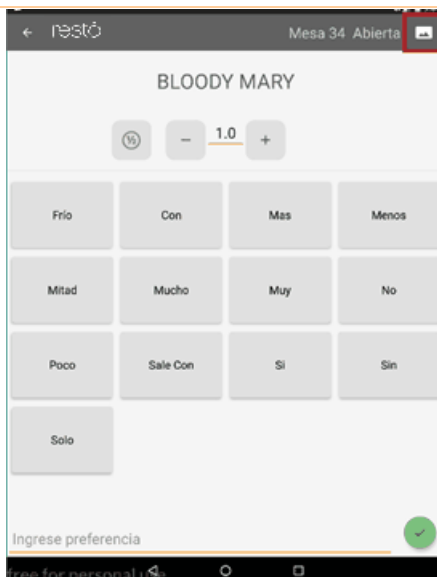 restó Mesa 34 Abierta
BLOODY MARY
½ − 1.0 +
Frío Con Mas Menos
Mitad Mucho Muy No
Poco Sale Con Si Sin
Solo
Ingrese preferencia
free for personal use